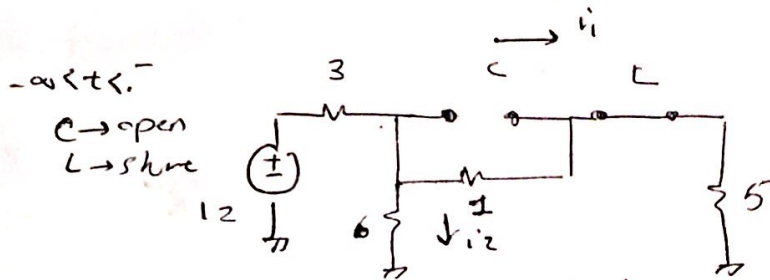 i₁
3 C L
-∞<t<0⁻
C→open
L→short
+
-
12
6 ↓i₂ 1 5